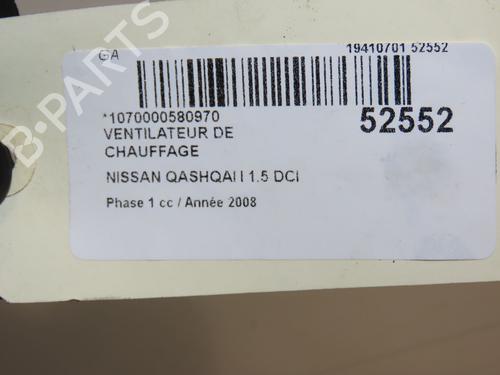 GA
19410701 52552
*1070000580970
52552
VENTILATEUR DE
CHAUFFAGE
NISSAN QASHQAI I 1.5 DCI
Phase 1 cc / Année 2008
B-PARTS